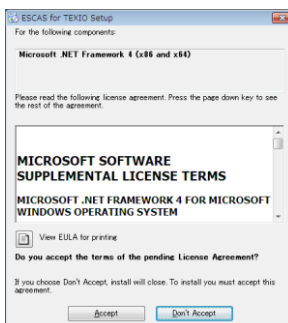 ESCAS for TEXIO Setup
For the following components:
Microsoft .NET Framework 4 (x86 and x64)
Please read the following license agreement. Press the page down key to see
the rest of the agreement.
MICROSOFT SOFTWARE
SUPPLEMENTAL LICENSE TERMS
MICROSOFT .NET FRAMEWORK 4 FOR MICROSOFT
WINDOWS OPERATING SYSTEM
View EULA for printing
Do you accept the terms of the pending License Agreement?
If you choose Don't Accept, install will close. To install you must accept this
agreement.
Accept
Don't Accept